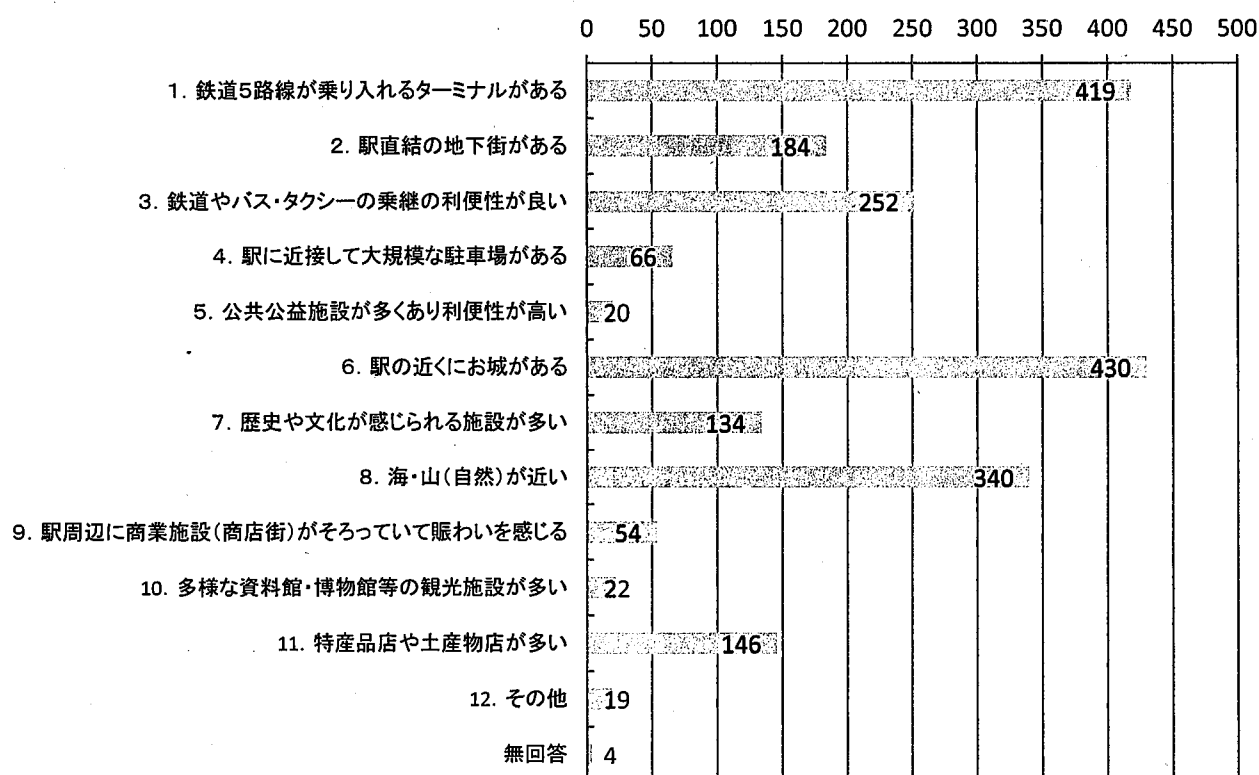 0 50 100 150 200 250 300 350 400 450 500
1. 鉄道5路線が乗り入れるターミナルがある 419
2. 駅直結の地下街がある 184
3. 鉄道やバス・タクシーの乗継の利便性が良い 252
4. 駅に近接して大規模な駐車場がある 66
5. 公共公益施設が多くあり利便性が高い 20
6. 駅の近くにお城がある 430
7. 歴史や文化が感じられる施設が多い 134
8. 海・山(自然)が近い 340
9. 駅周辺に商業施設(商店街)がそろっていて賑わいを感じる 54
10. 多様な資料館・博物館等の観光施設が多い 22
11. 特産品店や土産物店が多い 146
12. その他 19
無回答 4